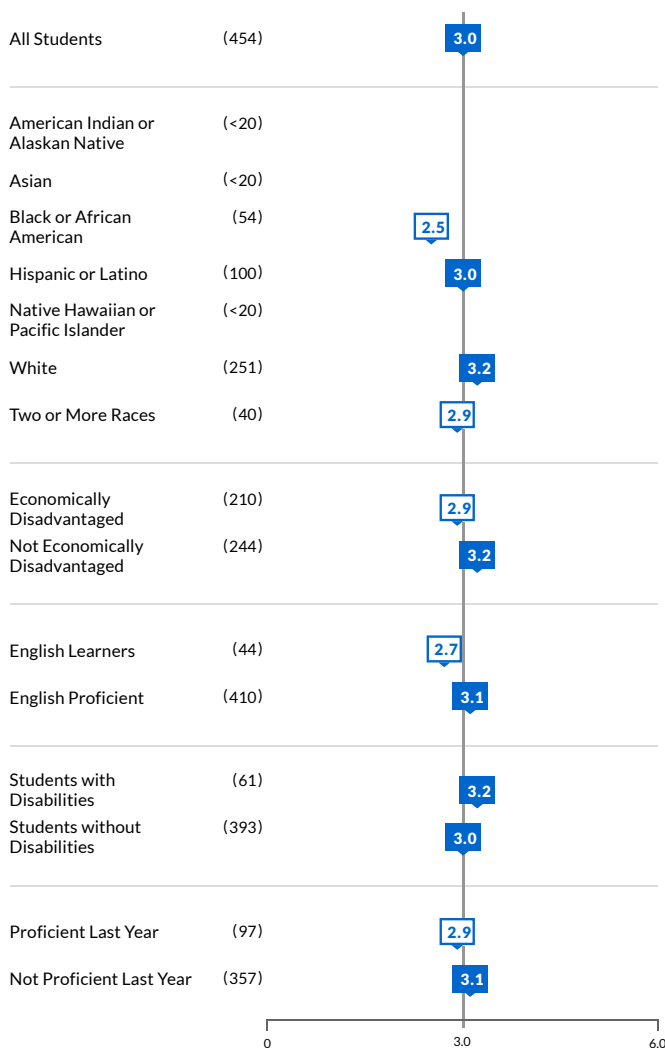 All Students (454) 3.0
American Indian or (<20)
Alaskan Native
Asian (<20)
Black or African (54)
American 2.5
Hispanic or Latino (100) 3.0
Native Hawaiian or (<20)
Pacific Islander
White (251) 3.2
Two or More Races (40) 2.9
Economically (210)
Disadvantaged 2.9
Not Economically (244) 3.2
Disadvantaged
English Learners (44) 2.7
English Proficient (410) 3.1
Students with (61)
Disabilities 3.2
Students without (393)
Disabilities 3.0
Proficient Last Year (97) 2.9
Not Proficient Last Year (357) 3.1
0 3.0 6.0